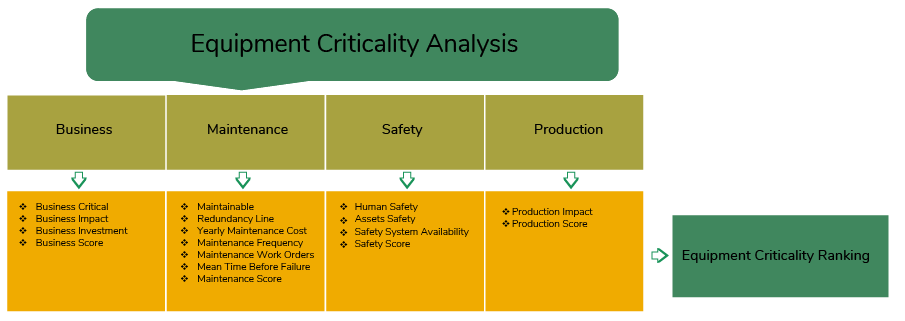 Equipment Criticality Analysis
Business
Maintenance
Safety
Production
❖ Business Critical
❖ Business Impact
❖ Business Investment
❖ Business Score
❖ Maintainable
❖ Redundancy Line
❖ Yearly Maintenance Cost
❖ Maintenance Frequency
❖ Maintenance Work Orders
❖ Mean Time Before Failure
❖ Maintenance Score
❖ Human Safety
❖ Assets Safety
❖ Safety System Availability
❖ Safety Score
❖ Production Impact
❖ Production Score
Equipment Criticality Ranking